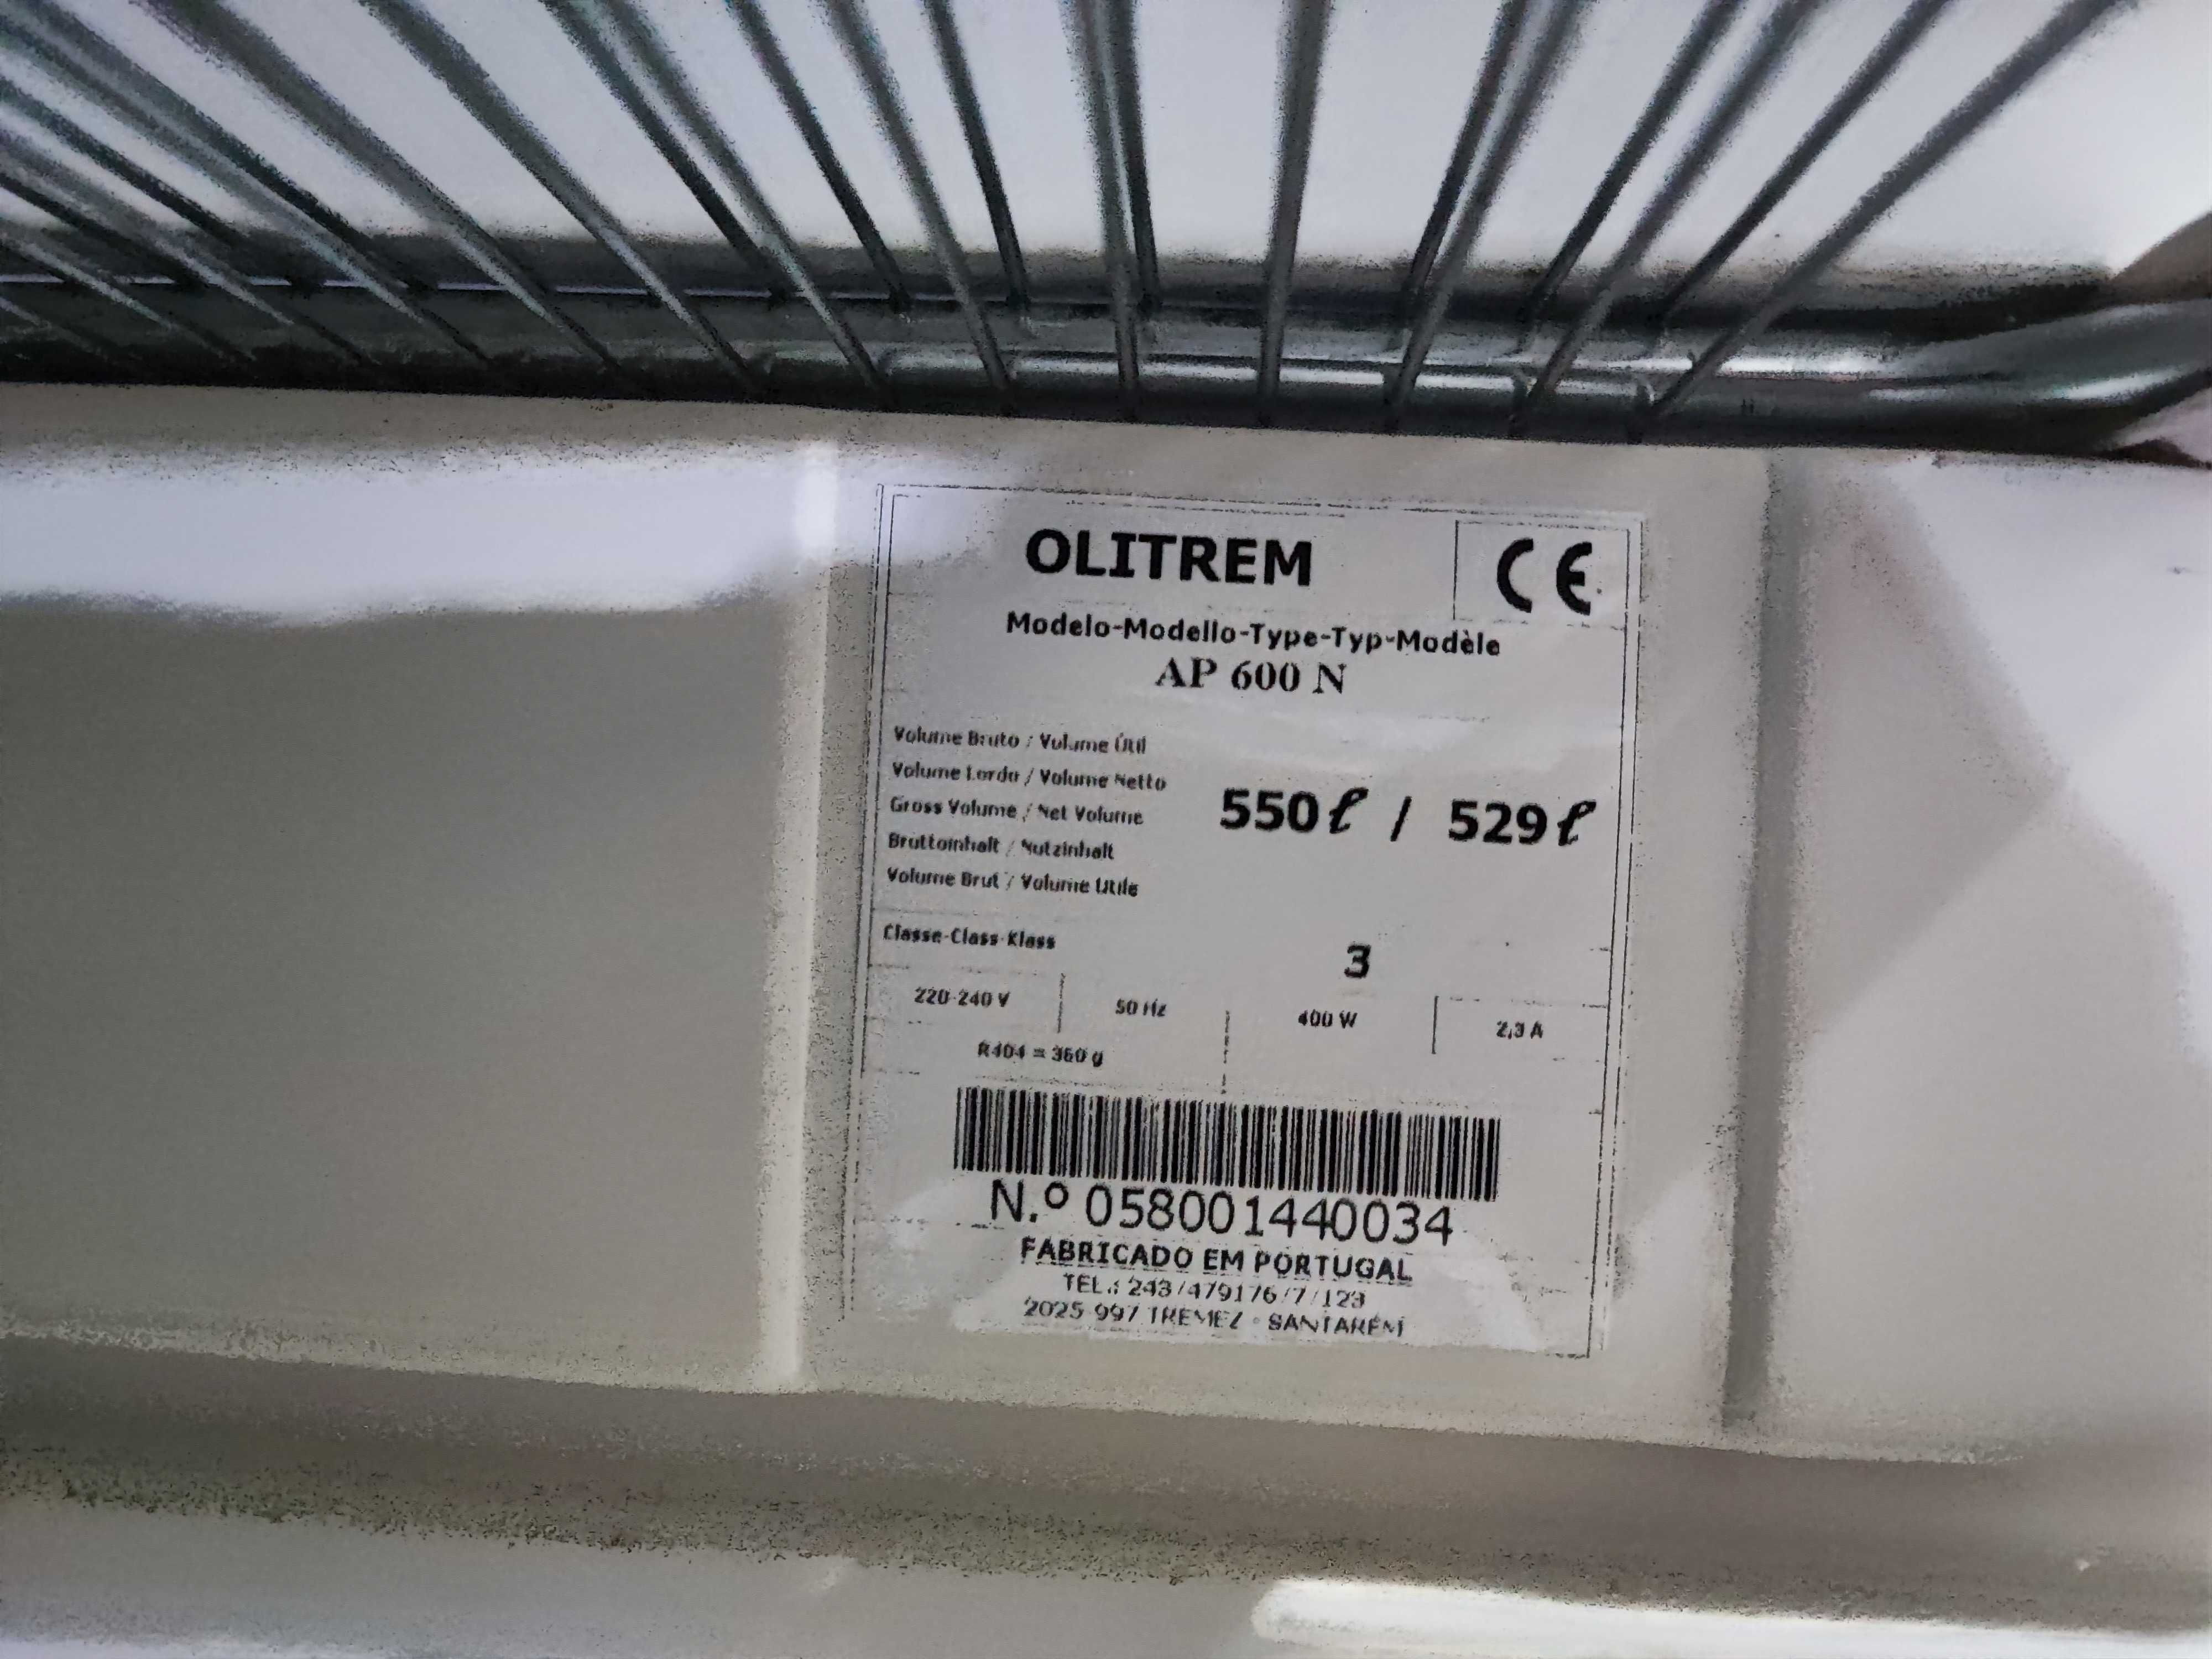 OLITREM
CE
Modelo-Modello-Type-Typ-Modèle
AP 600 N
Volume Bruto / Volume Útil
Volume Lordo / Volume Netto
Gross Volume / Net Volume
550ℓ / 529ℓ
Bruttoinhalt / Nutzinhalt
Volume Brut / Volume Utile
Classe-Class-Klass
3
220-240 V 50 Hz 400 W 2,3 A
R404 = 360 g
N.º 058001440034
FABRICADO EM PORTUGAL
TEL.: 243/479176/7/123
2025-997 TREMEZ - SANTARÉM